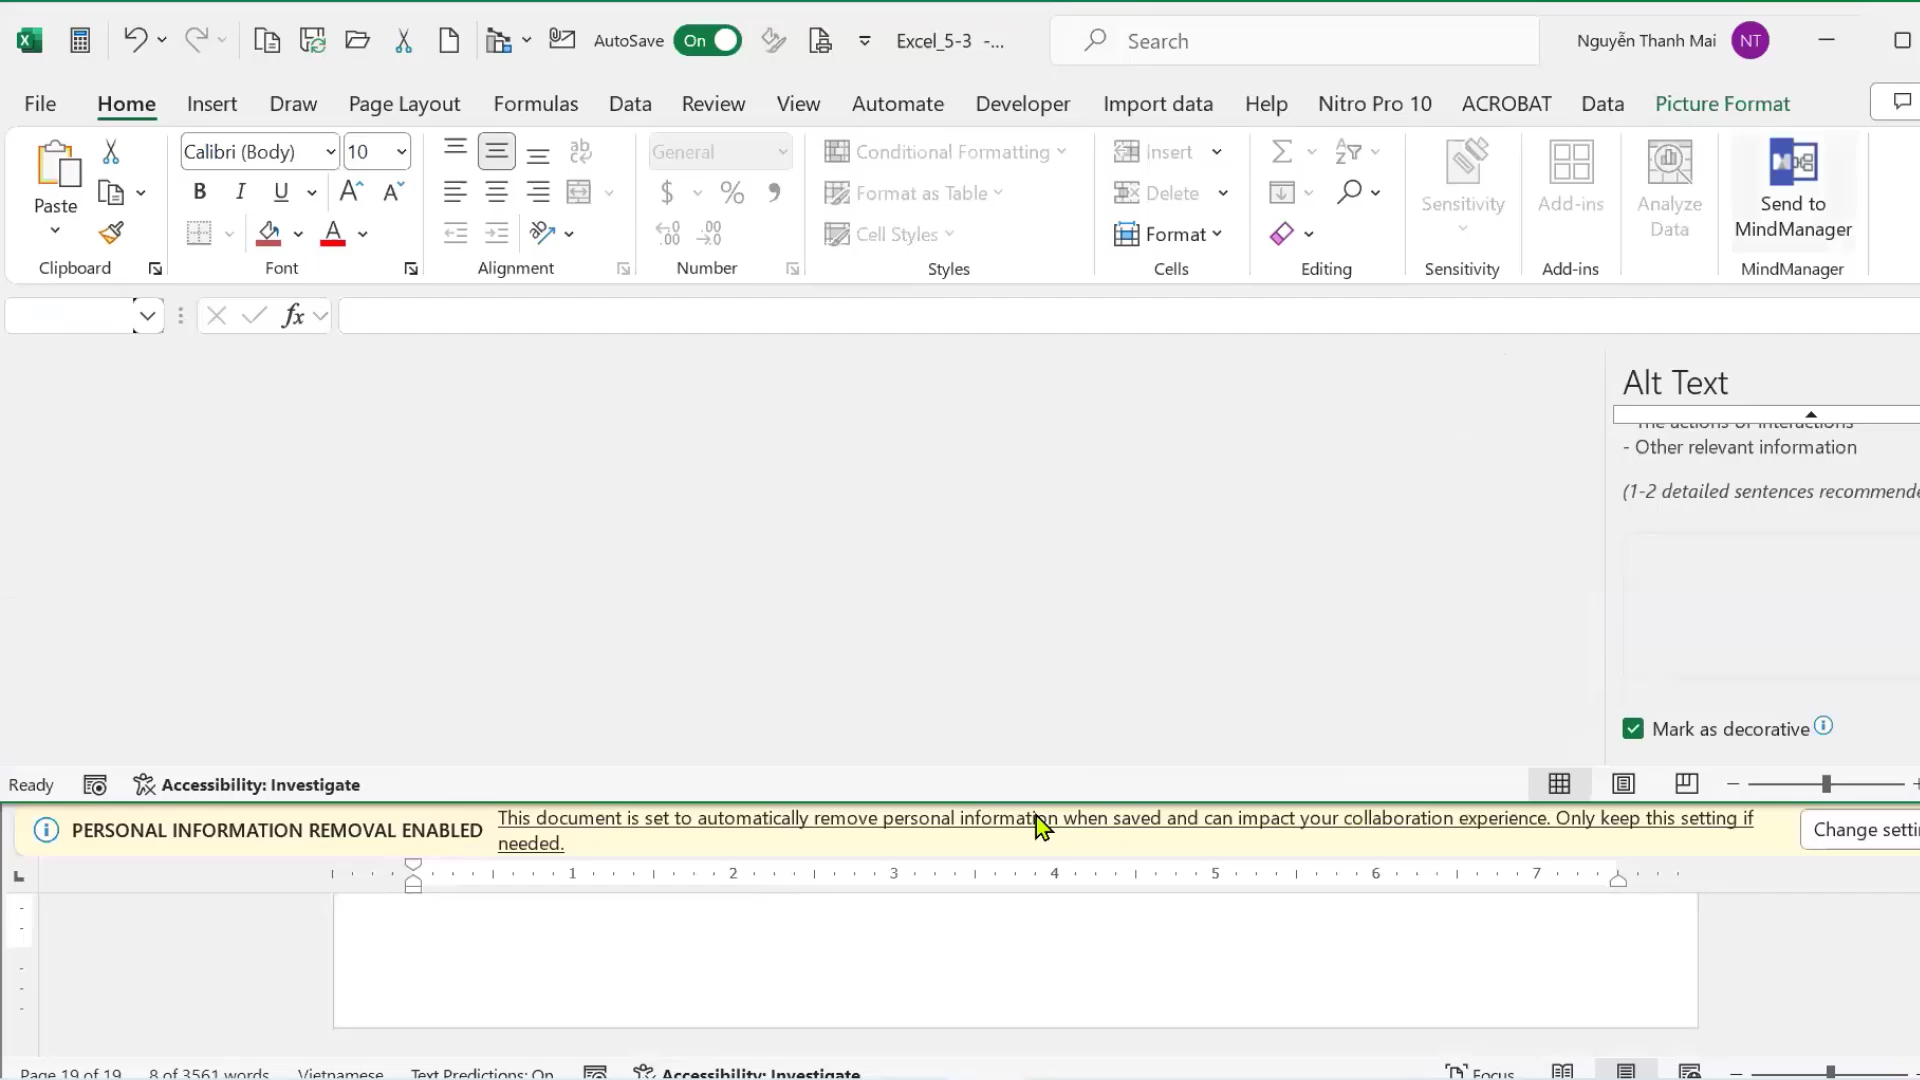 AutoSave On Excel_5-3 -... Search Nguyễn Thanh Mai NT
File Home Insert Draw Page Layout Formulas Data Review View Automate Developer Import data Help Nitro Pro 10 ACROBAT Data Picture Format
Calibri (Body) 10 ab General Conditional Formatting Insert
Paste B I U A A $ % Format as Table Delete Sensitivity Add-ins Analyze Data Send to MindManager
A Cell Styles Format
Clipboard Font Alignment Number Styles Cells Editing Sensitivity Add-ins MindManager
fx
Alt Text
- Other relevant information
(1-2 detailed sentences recommende
Mark as decorative
Ready Accessibility: Investigate
PERSONAL INFORMATION REMOVAL ENABLED This document is set to automatically remove personal information when saved and can impact your collaboration experience. Only keep this setting if
needed. Change setti
1 2 3 4 5 6 7
Page 19 of 19 8 of 3561 words Vietnamese Text Predictions: On Accessibility: Investigate Focus